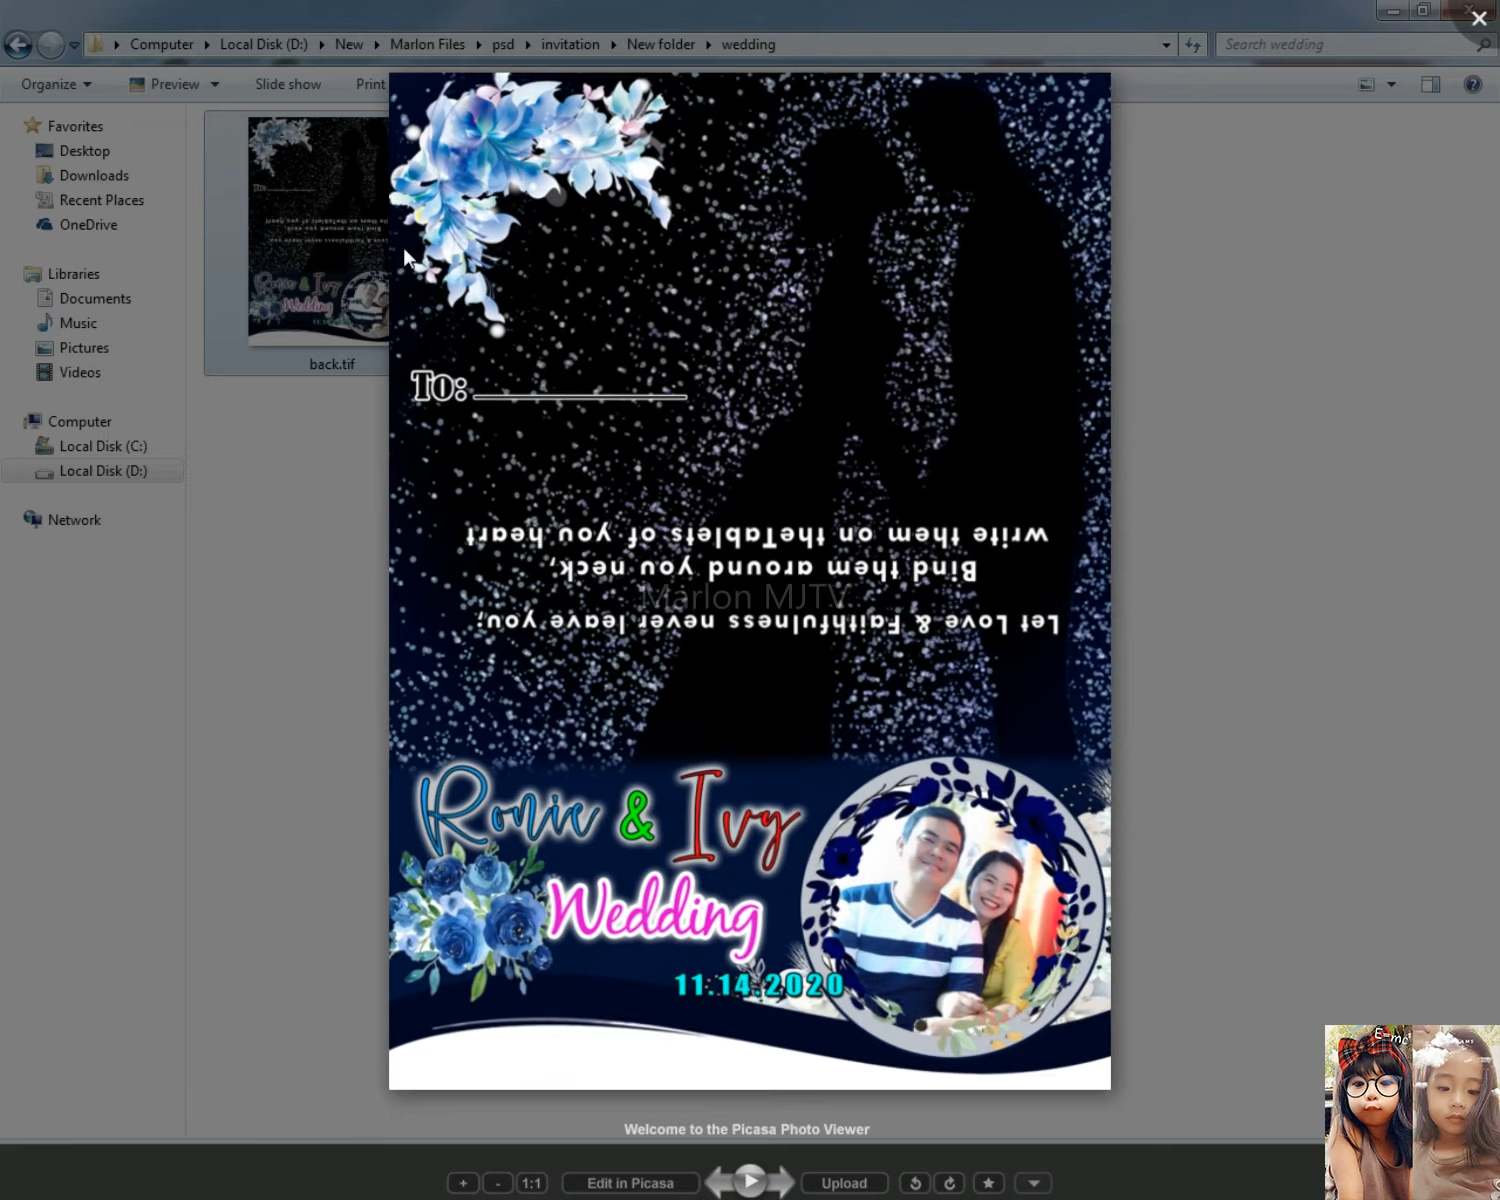 Computer
Local Disk (D:)
New
Marlon Files
psd
invitation
New folder
wedding
Search wedding
Organize
Preview
Slide show
Print
Favorites
Desktop
Downloads
Recent Places
OneDrive
Libraries
Documents
Music
Pictures
Videos
Computer
Local Disk (C:)
Local Disk (D:)
Network
back.tif
To:
Let Love & Faithfulness never leave you;
Bind them around you neck,
write them on theTablets of you heart
Marlon MJTV
Ronie & Ivy
Wedding
11.14.2020
Welcome to the Picasa Photo Viewer
+
-
1:1
Edit in Picasa
Upload